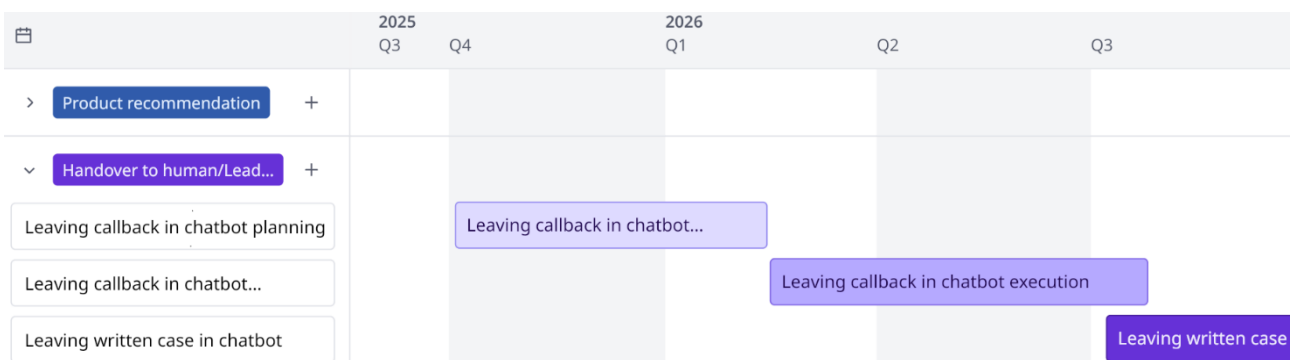 2025
2026
Q3
Q4
Q1
Q2
Q3
Product recommendation
Handover to human/Lead...
Leaving callback in chatbot planning
Leaving callback in chatbot...
Leaving callback in chatbot...
Leaving callback in chatbot execution
Leaving written case in chatbot
Leaving written case